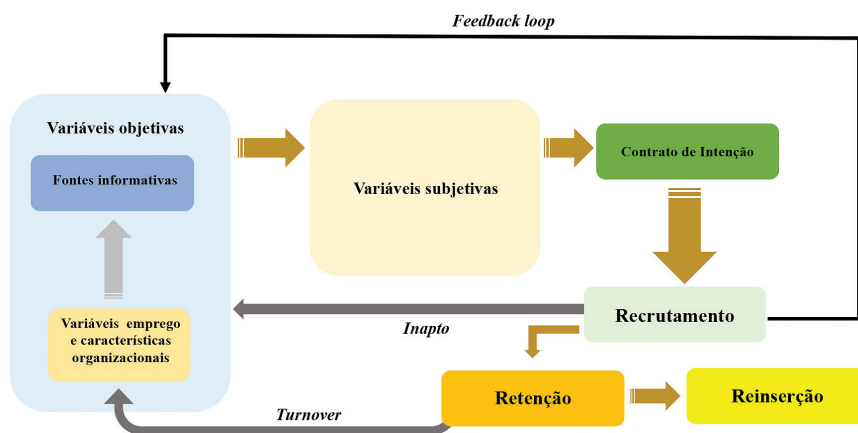 Feedback loop
Variáveis objetivas
Fontes informativas
Variáveis emprego
e características
organizacionais
Variáveis subjetivas
Contrato de Intenção
Recrutamento
Inapto
Retenção
Reinserção
Turnover